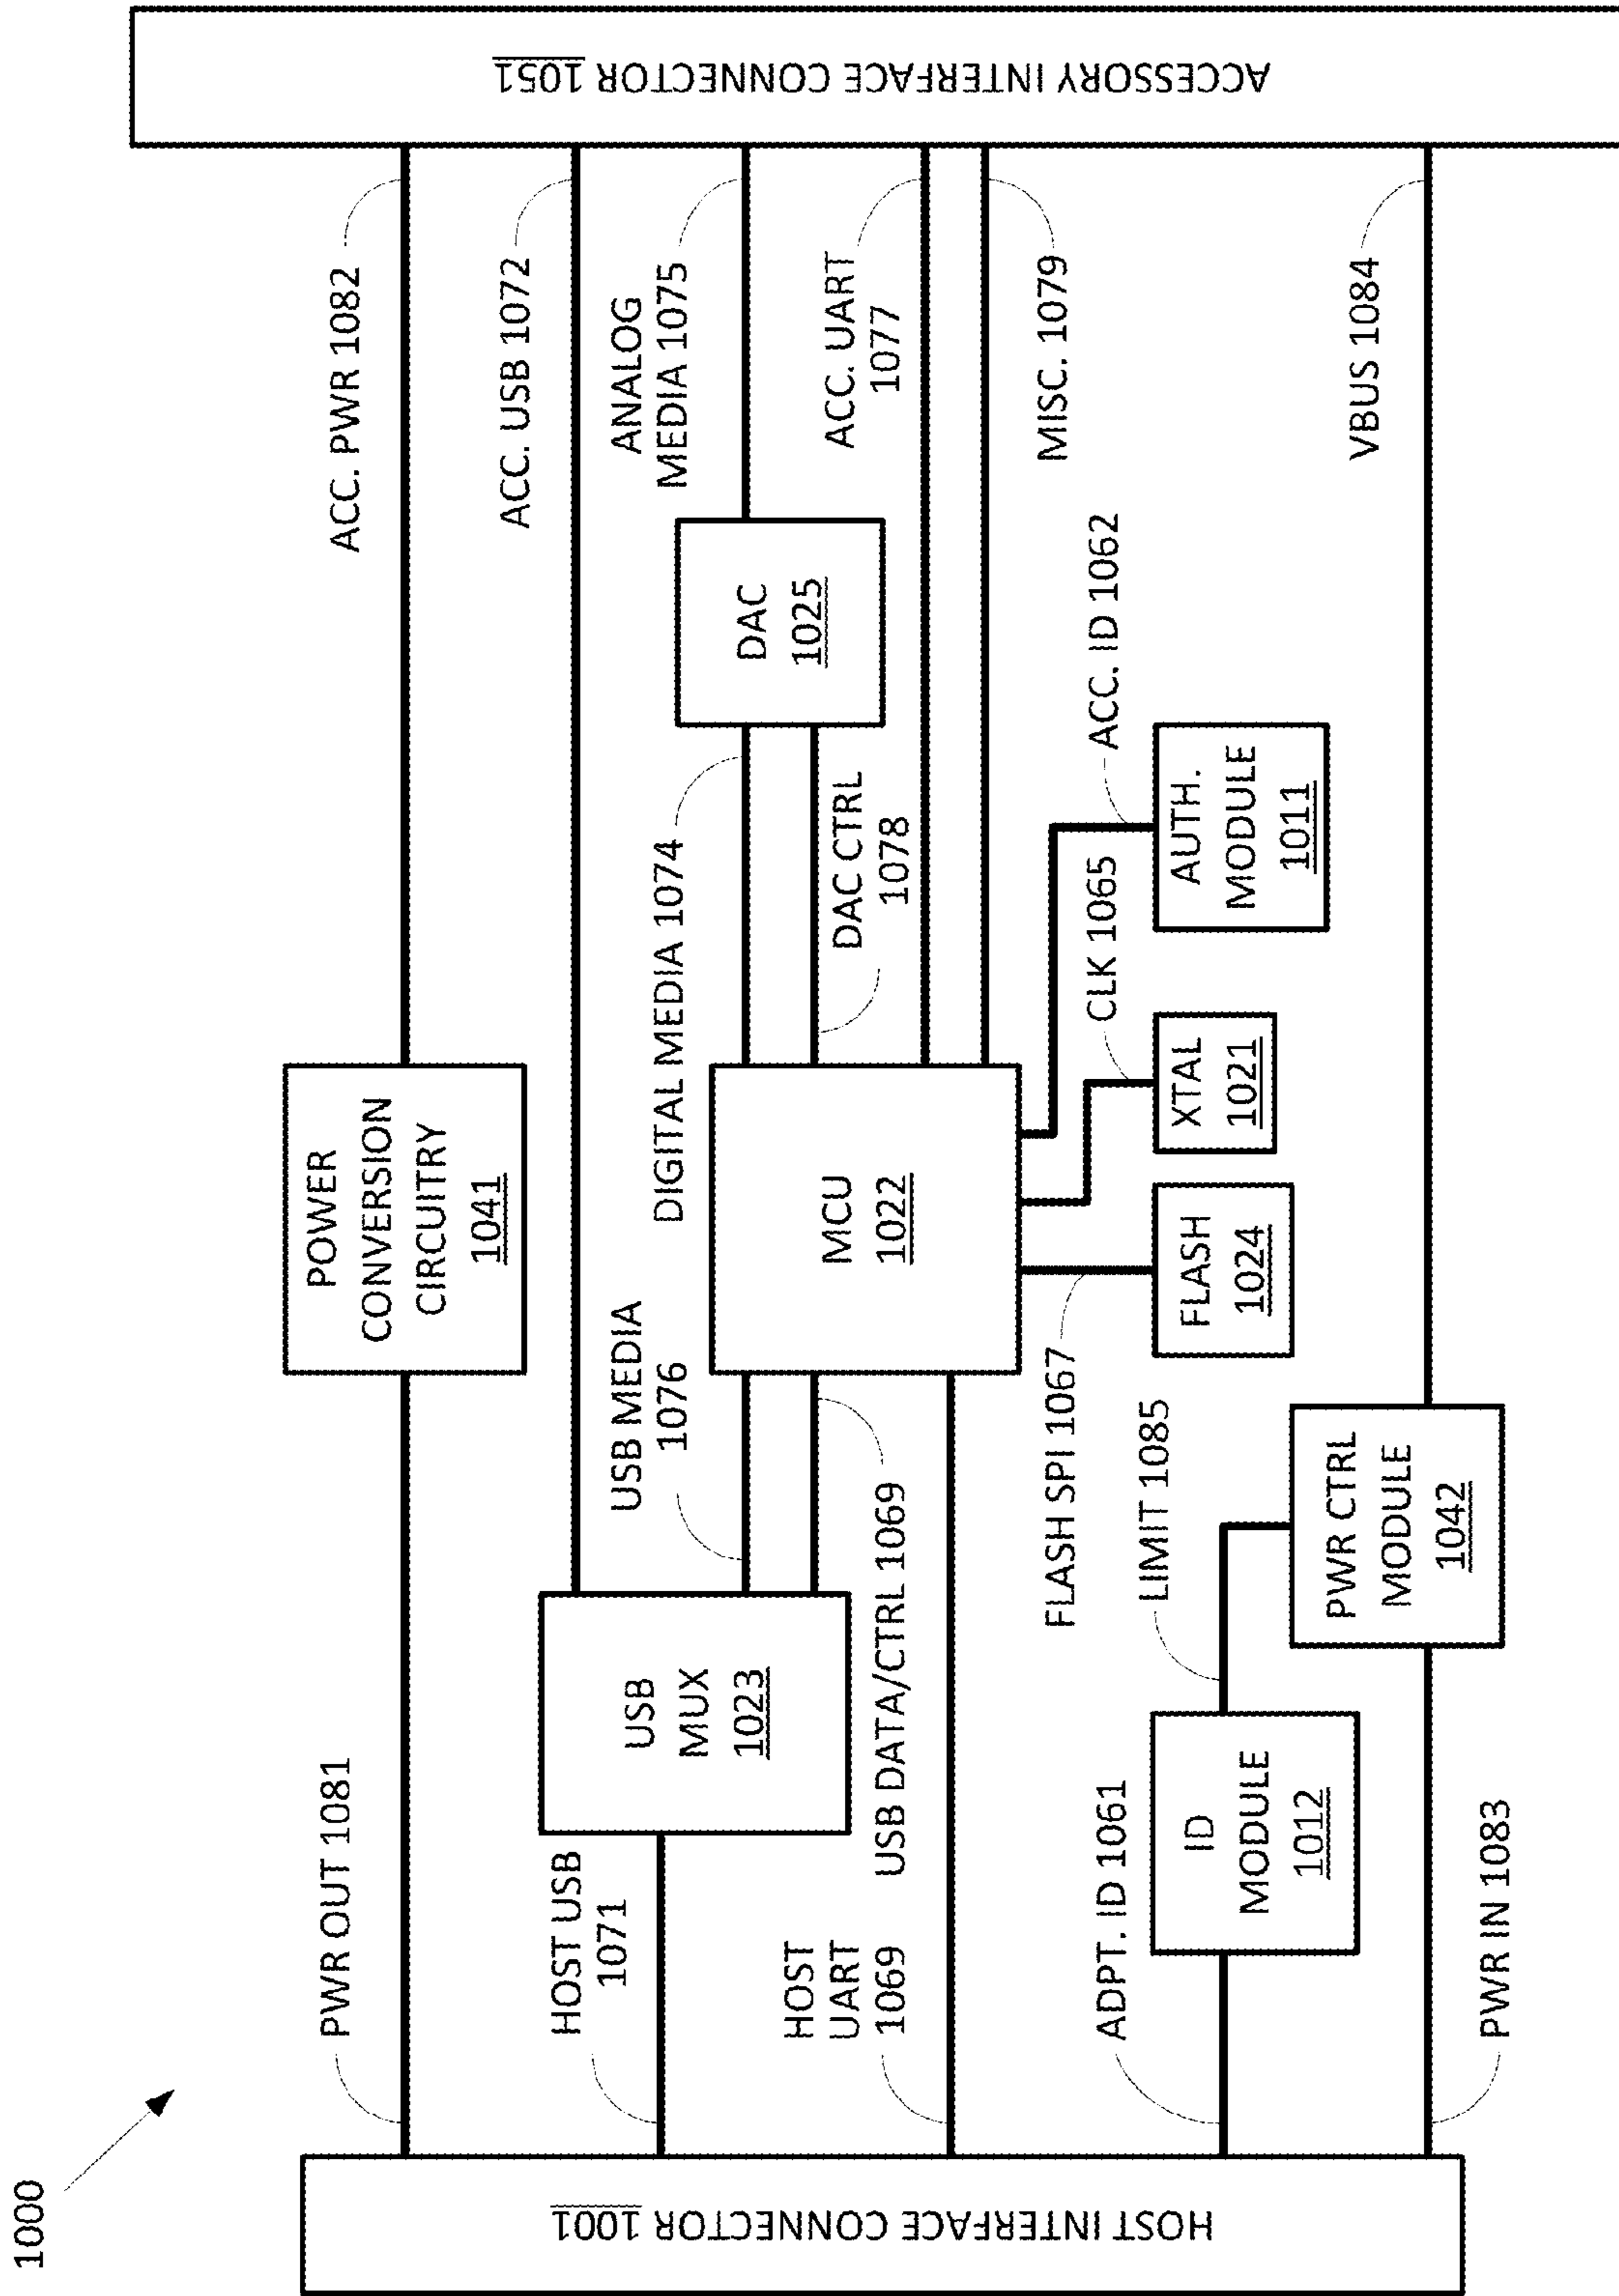 1000
HOST INTERFACE CONNECTOR 1001
PWR OUT 1081
HOST USB
1071
HOST
UART
1069
ADPT. ID 1061
PWR IN 1083
USB
MUX
1023
USB DATA/CTRL 1069
ID
MODULE
1012
LIMIT 1085
PWR CTRL
MODULE
1042
POWER
CONVERSION
CIRCUITRY
1041
USB MEDIA
1076
MCU
1022
FLASH SPI 1067
FLASH
1024
XTAL
1021
CLK 1065
AUTH.
MODULE
1011
ACC. ID 1062
DIGITAL MEDIA 1074
DAC CTRL
1078
DAC
1025
ACC. PWR 1082
ACC. USB 1072
ANALOG
MEDIA 1075
ACC. UART
1077
MISC. 1079
VBUS 1084
ACCESSORY INTERFACE CONNECTOR 1051